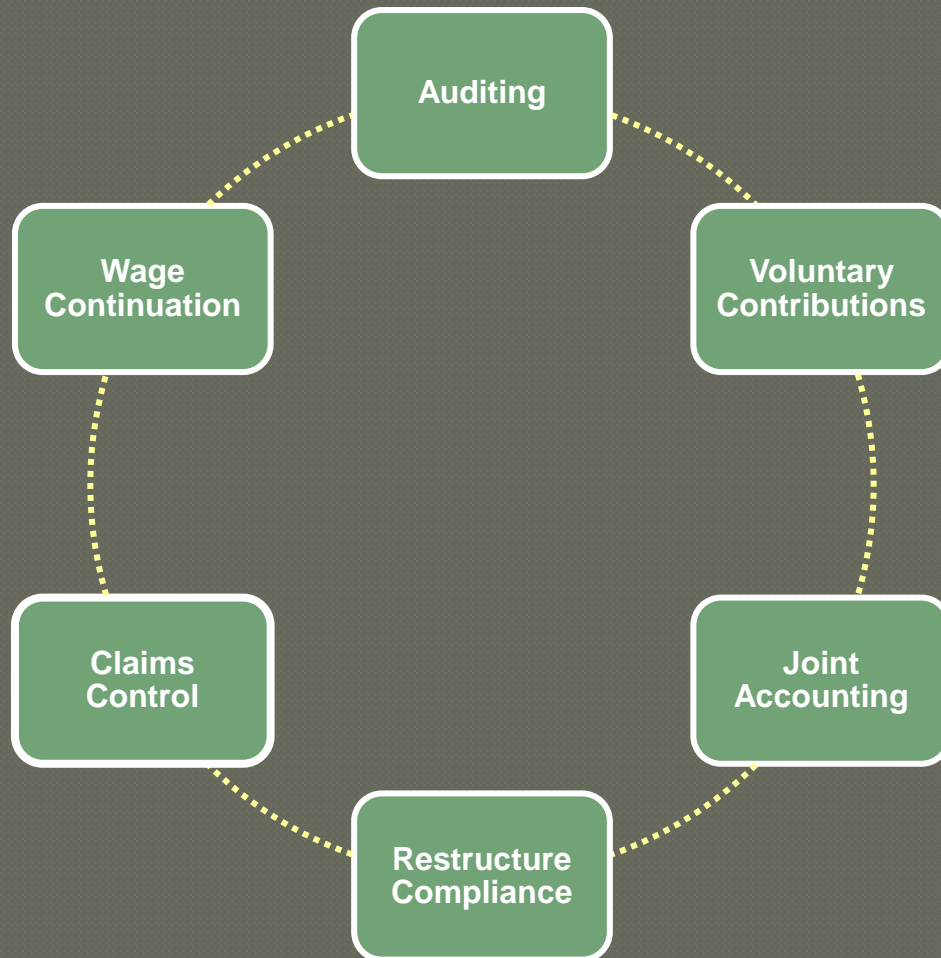 Auditing
Wage
Continuation
Voluntary
Contributions
Claims
Control
Joint
Accounting
Restructure
Compliance